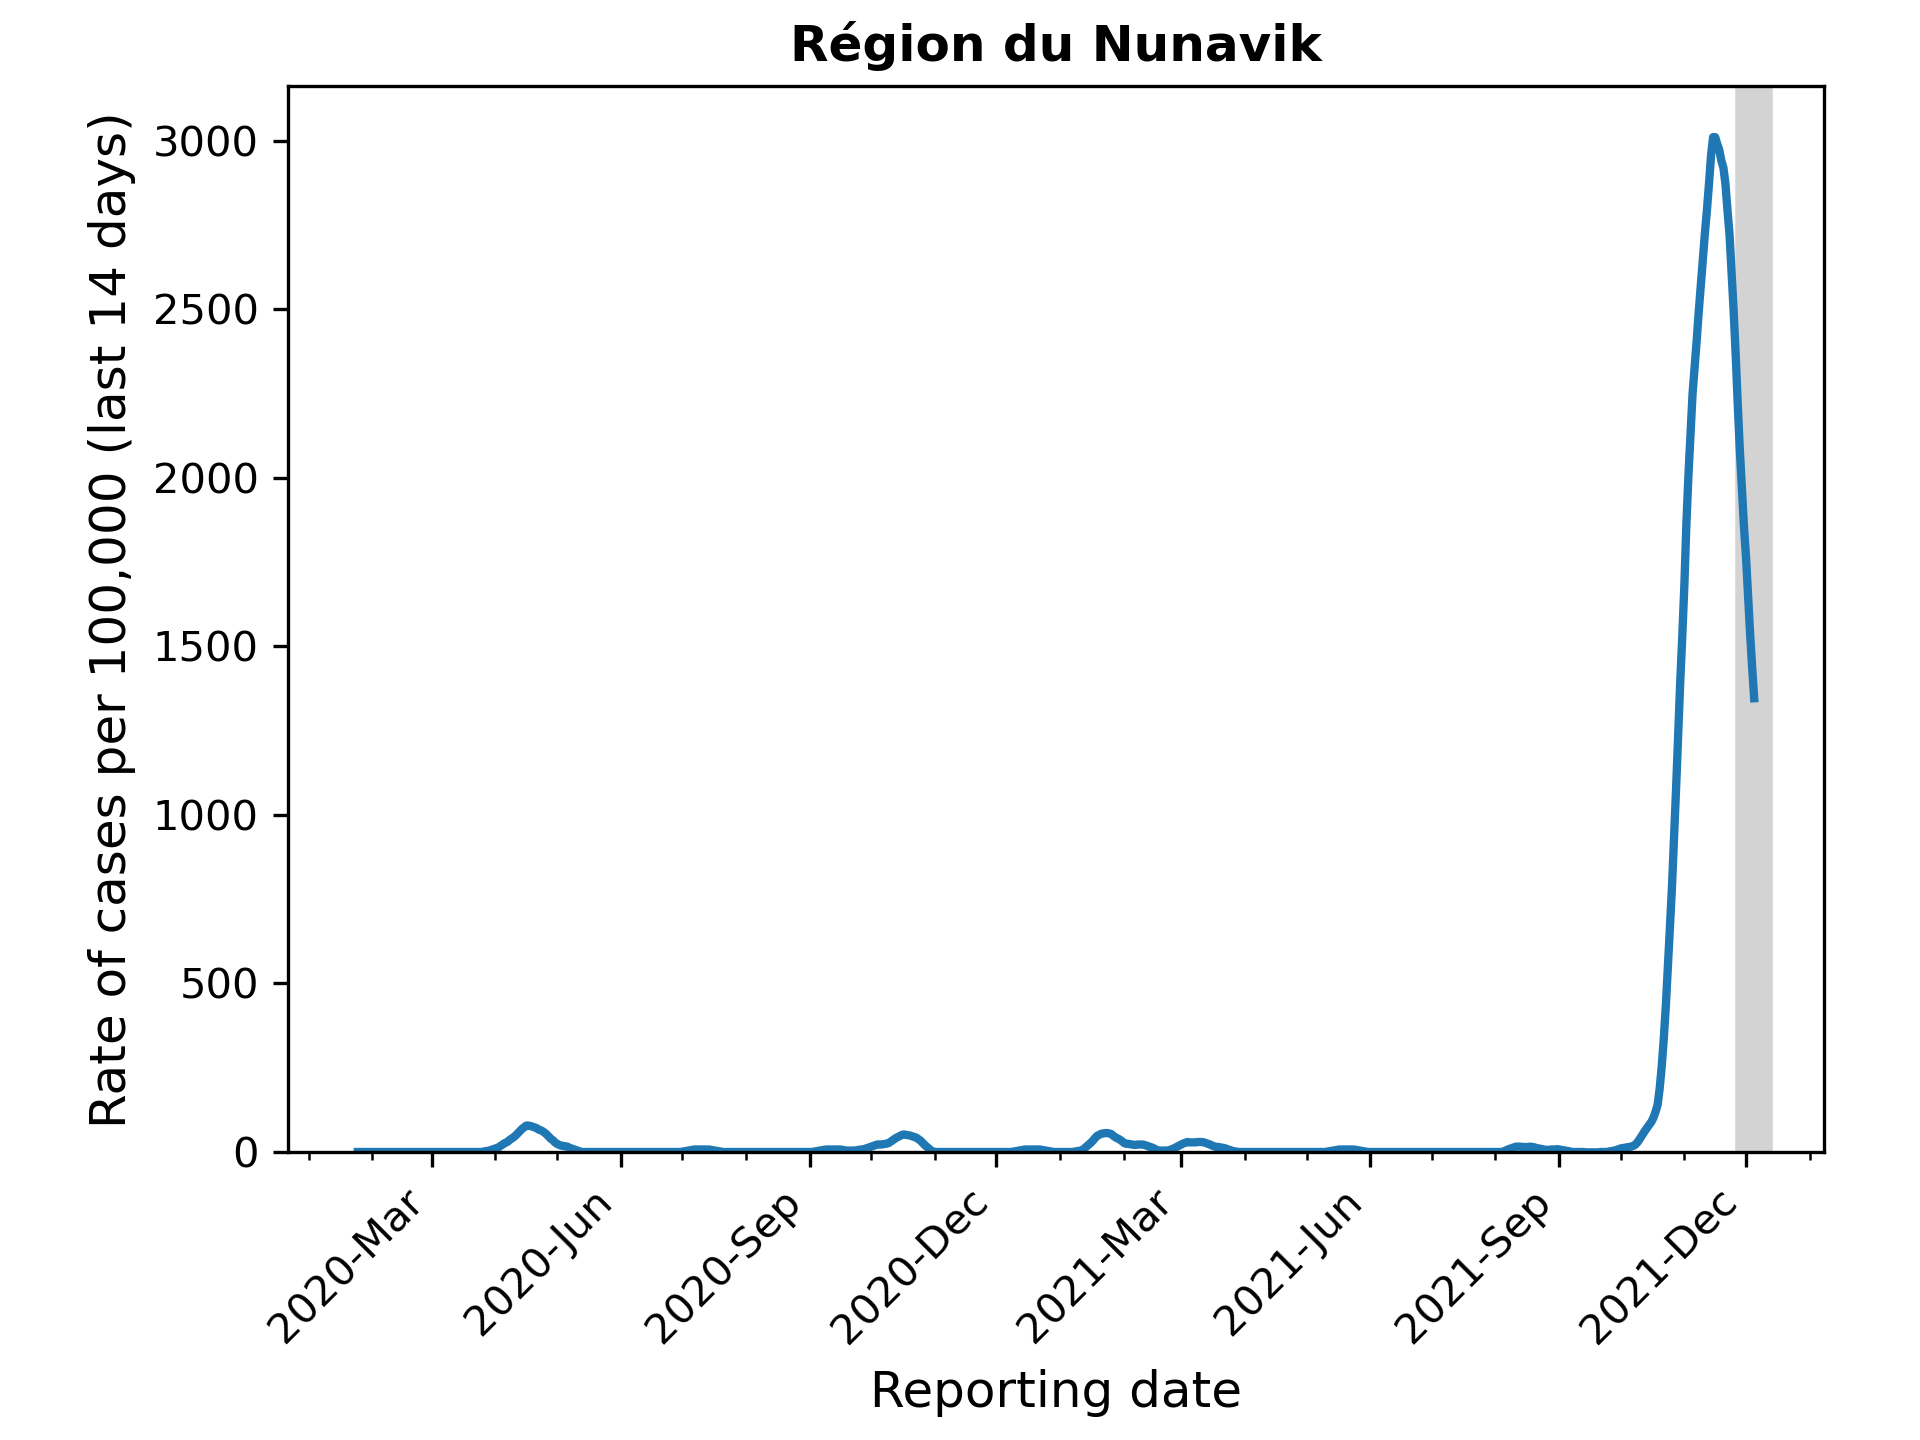 Région du Nunavik
Rate of cases per 100,000 (last 14 days)
3000
2500
2000
1500
1000
500
0
2020-Mar
2020-Jun
2020-Sep
2020-Dec
2021-Mar
2021-Jun
2021-Sep
2021-Dec
Reporting date